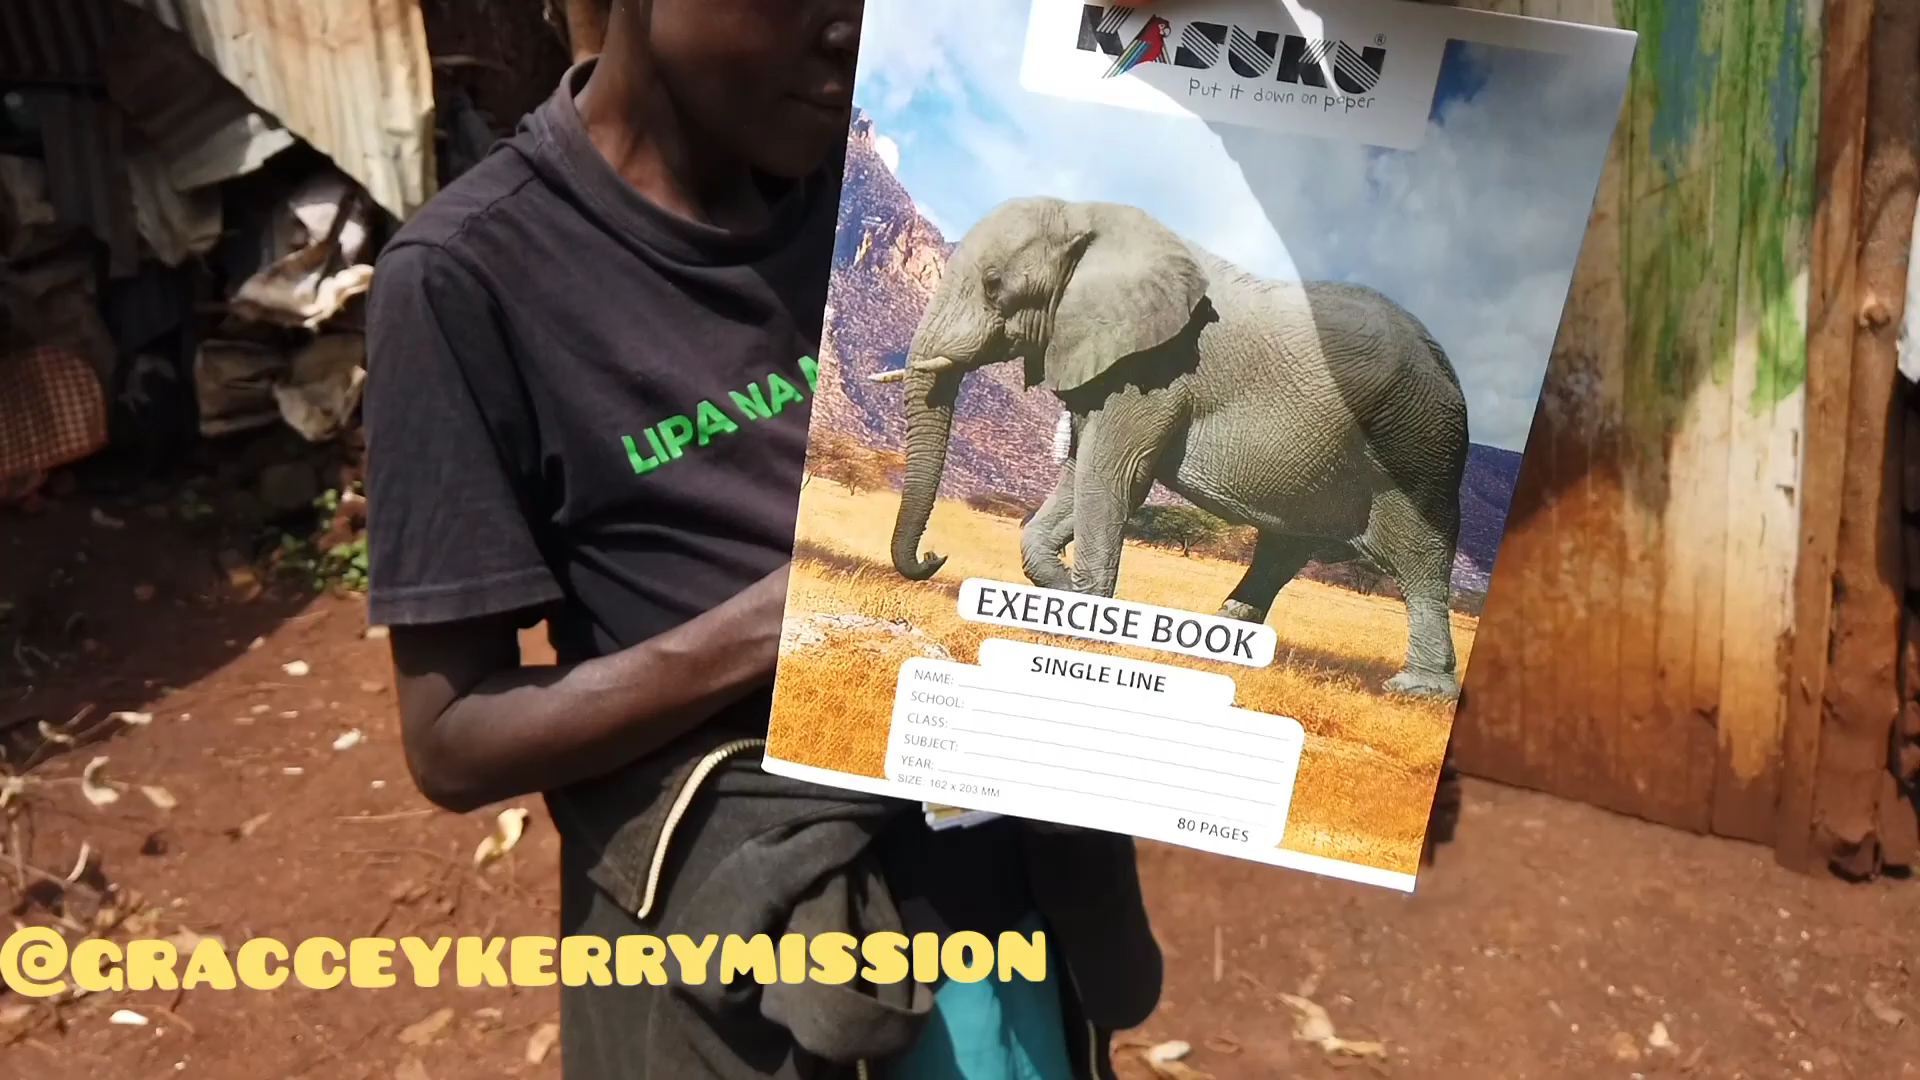 KASUKU®
Put it down on paper
LIPA NA
EXERCISE BOOK
SINGLE LINE
NAME:
SCHOOL:
CLASS:
SUBJECT:
YEAR:
SIZE: 162 x 203 MM
80 PAGES
@GRACCEYKERRYMISSION